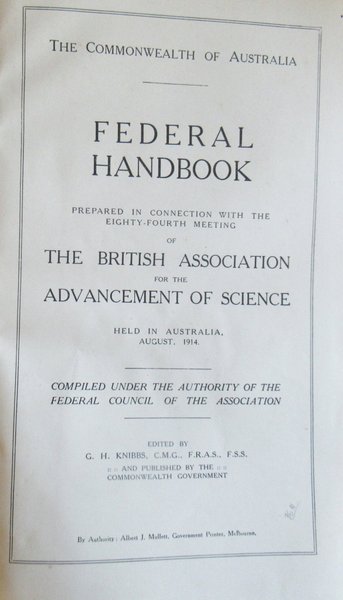 THE COMMONWEALTH OF AUSTRALIA
FEDERAL
HANDBOOK
PREPARED IN CONNECTION WITH THE
EIGHTY-FOURTH MEETING
OF
THE BRITISH ASSOCIATION
FOR THE
ADVANCEMENT OF SCIENCE
HELD IN AUSTRALIA,
AUGUST, 1914.
COMPILED UNDER THE AUTHORITY OF THE
FEDERAL COUNCIL OF THE ASSOCIATION
EDITED BY
G. H. KNIBBS, C.M.G., F.R.A.S., F.S.S.
:: :: AND PUBLISHED BY THE :: ::
COMMONWEALTH GOVERNMENT
By Authority: Albert J. Mullett, Government Printer, Melbourne.